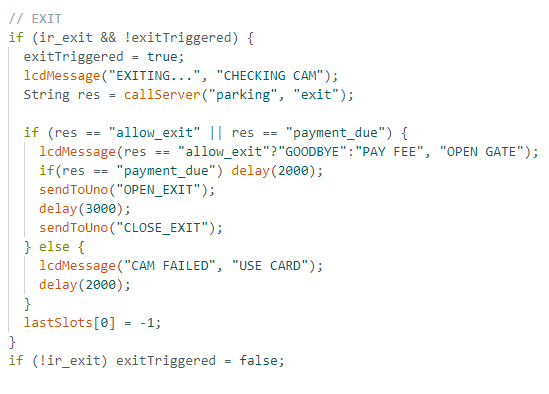 // EXIT
if (ir_exit && !exitTriggered) {
  exitTriggered = true;
  lcdMessage("EXITING...", "CHECKING CAM");
  String res = callServer("parking", "exit");

  if (res == "allow_exit" || res == "payment_due") {
    lcdMessage(res == "allow_exit"?"GOODBYE":"PAY FEE", "OPEN GATE");
    if(res == "payment_due") delay(2000);
    sendToUno("OPEN_EXIT");
    delay(3000);
    sendToUno("CLOSE_EXIT");
  } else {
    lcdMessage("CAM FAILED", "USE CARD");
    delay(2000);
  }
  lastSlots[0] = -1;
}
if (!ir_exit) exitTriggered = false;